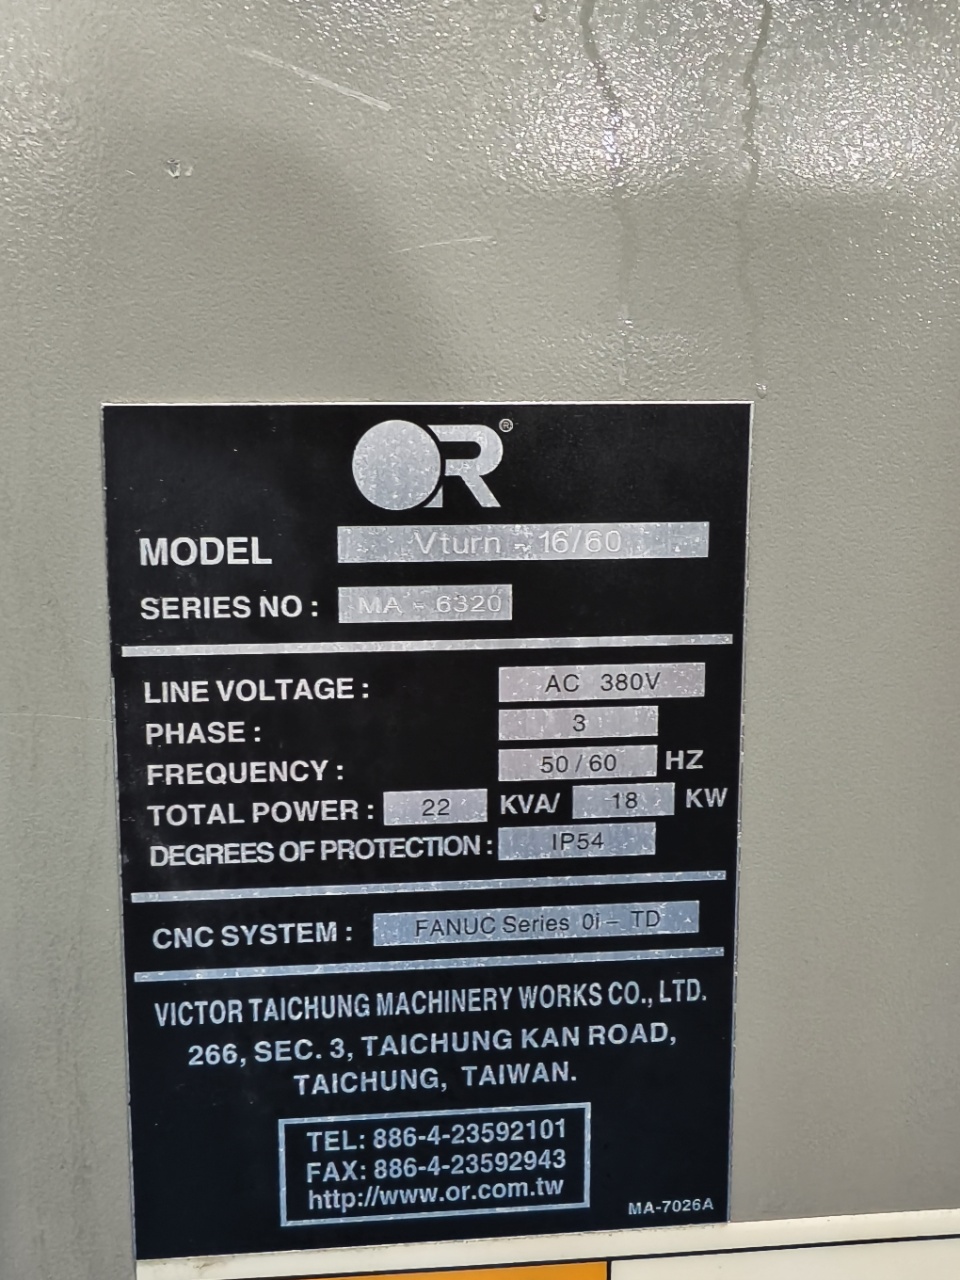 OR®
MODEL Vturn - 16/60
SERIES NO : MA - 6320
LINE VOLTAGE : AC 380V
PHASE : 3
FREQUENCY : 50 / 60 HZ
TOTAL POWER : 22 KVA/ 18 KW
DEGREES OF PROTECTION : IP54
CNC SYSTEM : FANUC Series 0i - TD
VICTOR TAICHUNG MACHINERY WORKS CO., LTD.
266, SEC. 3, TAICHUNG KAN ROAD,
TAICHUNG, TAIWAN.
TEL: 886-4-23592101
FAX: 886-4-23592943
http://www.or.com.tw
MA-7026A